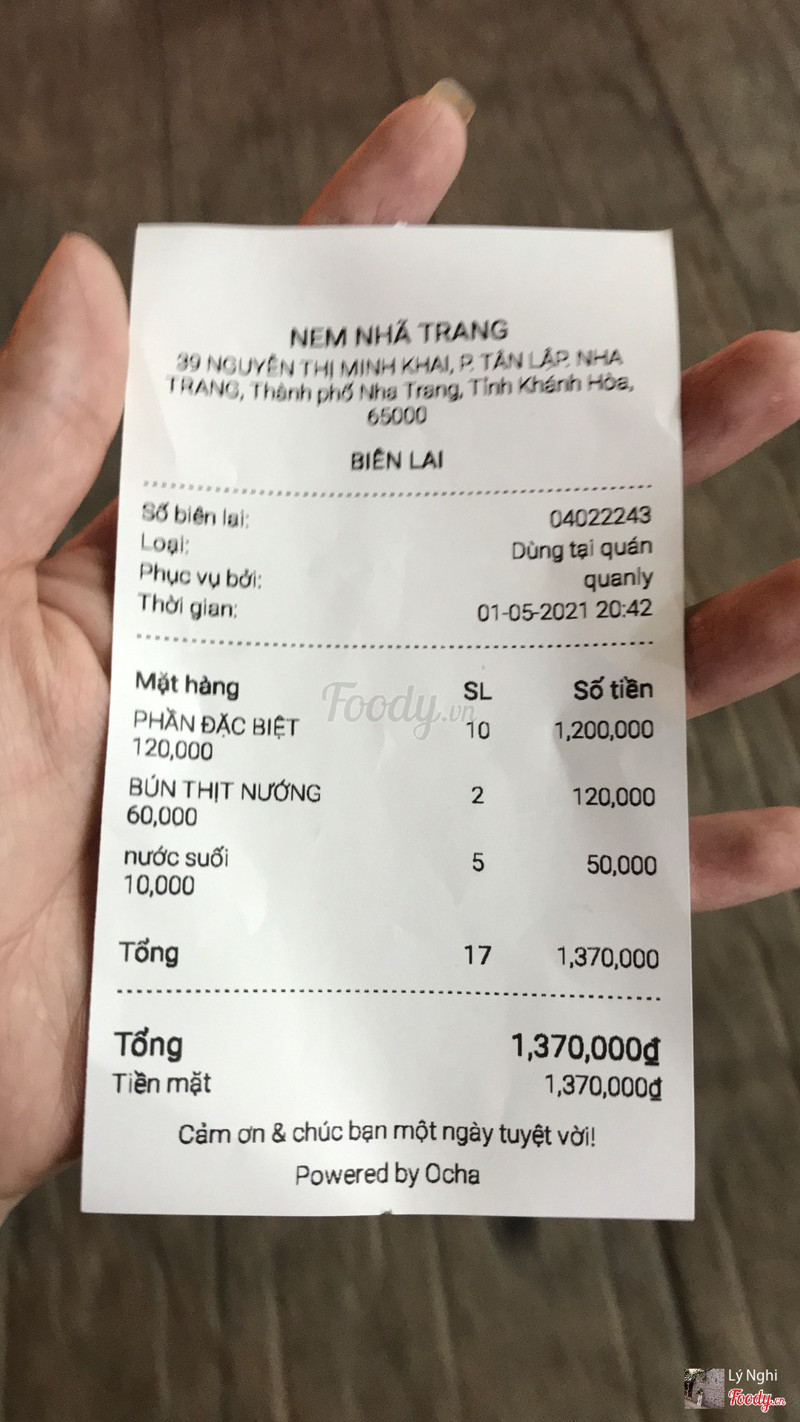 NEM NHÃ TRANG
39 NGUYỄN THỊ MINH KHAI, P. TÂN LẬP. NHA
TRANG, Thành phố Nha Trang, Tỉnh Khánh Hòa,
65000
BIÊN LAI
Số biên lai: 04022243
Loại: Dùng tại quán
Phục vụ bởi: quanly
Thời gian: 01-05-2021 20:42
Mặt hàng SL Số tiền
PHẦN ĐẶC BIỆT 10 1,200,000
120,000
BÚN THỊT NƯỚNG 2 120,000
60,000
nước suối 5 50,000
10,000
Tổng 17 1,370,000
Tổng 1,370,000₫
Tiền mặt 1,370,000₫
Cảm ơn & chúc bạn một ngày tuyệt vời!
Powered by Ocha
Foody.vn
Lý Nghi
Foody.vn